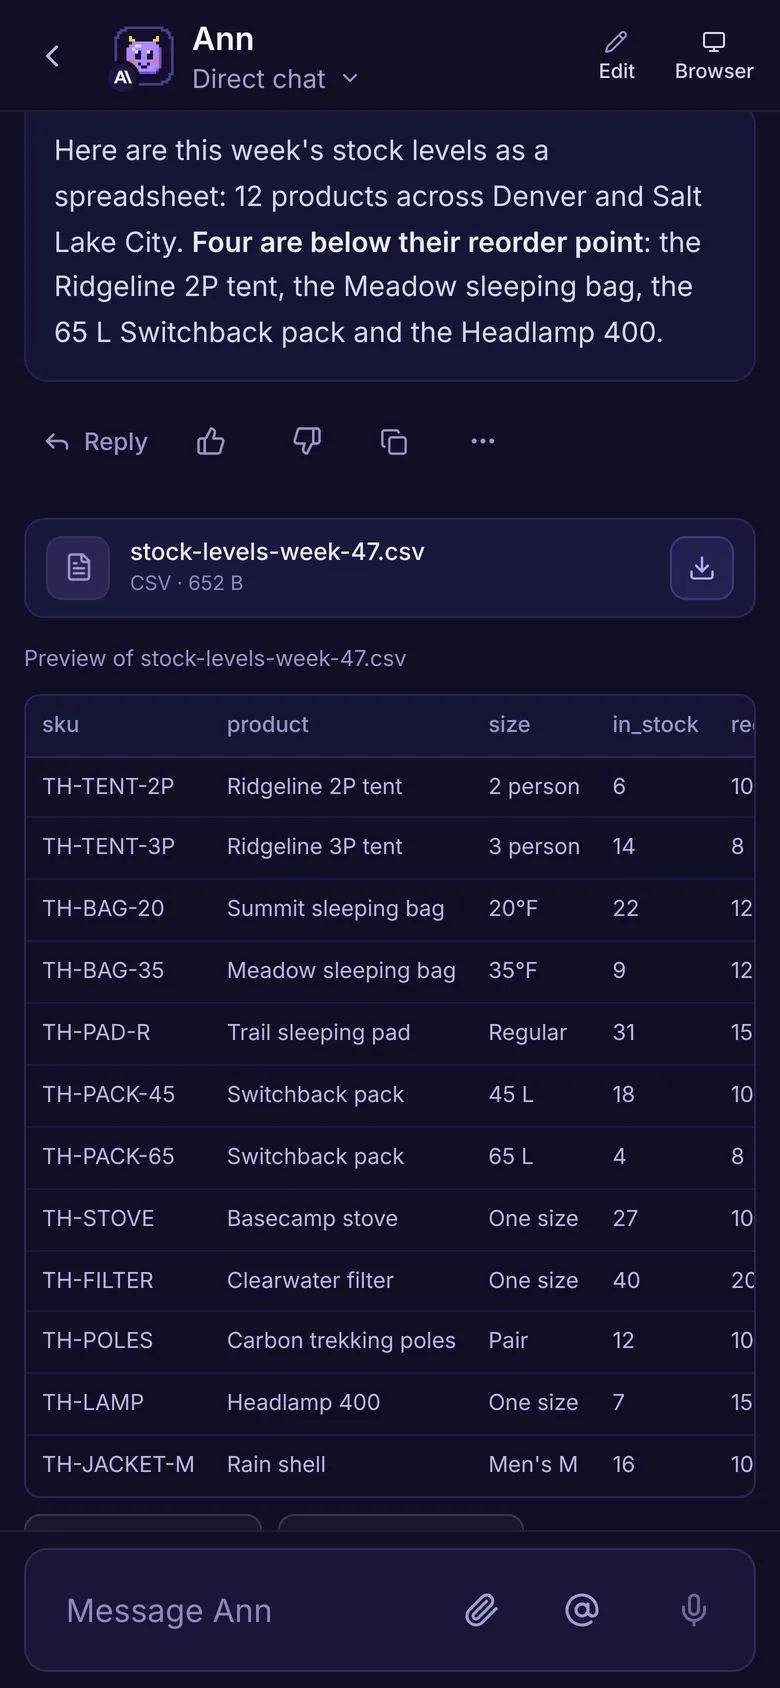 Ann
Direct chat
Edit
Browser
Here are this week's stock levels as a
spreadsheet: 12 products across Denver and Salt
Lake City. Four are below their reorder point: the
Ridgeline 2P tent, the Meadow sleeping bag, the
65 L Switchback pack and the Headlamp 400.
Reply
stock-levels-week-47.csv
CSV · 652 B
Preview of stock-levels-week-47.csv
sku product size in_stock
TH-TENT-2P Ridgeline 2P tent 2 person 6 10
TH-TENT-3P Ridgeline 3P tent 3 person 14 8
TH-BAG-20 Summit sleeping bag 20°F 22 12
TH-BAG-35 Meadow sleeping bag 35°F 9 12
TH-PAD-R Trail sleeping pad Regular 31 15
TH-PACK-45 Switchback pack 45 L 18 10
TH-PACK-65 Switchback pack 65 L 4 8
TH-STOVE Basecamp stove One size 27 10
TH-FILTER Clearwater filter One size 40 20
TH-POLES Carbon trekking poles Pair 12 10
TH-LAMP Headlamp 400 One size 7 15
TH-JACKET-M Rain shell Men's M 16 10
Message Ann